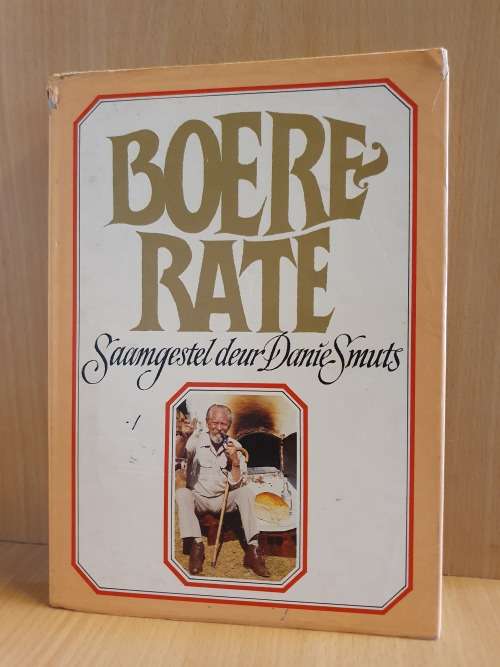 BOERE-
RATE
Saamgestel deur Danie Smuts